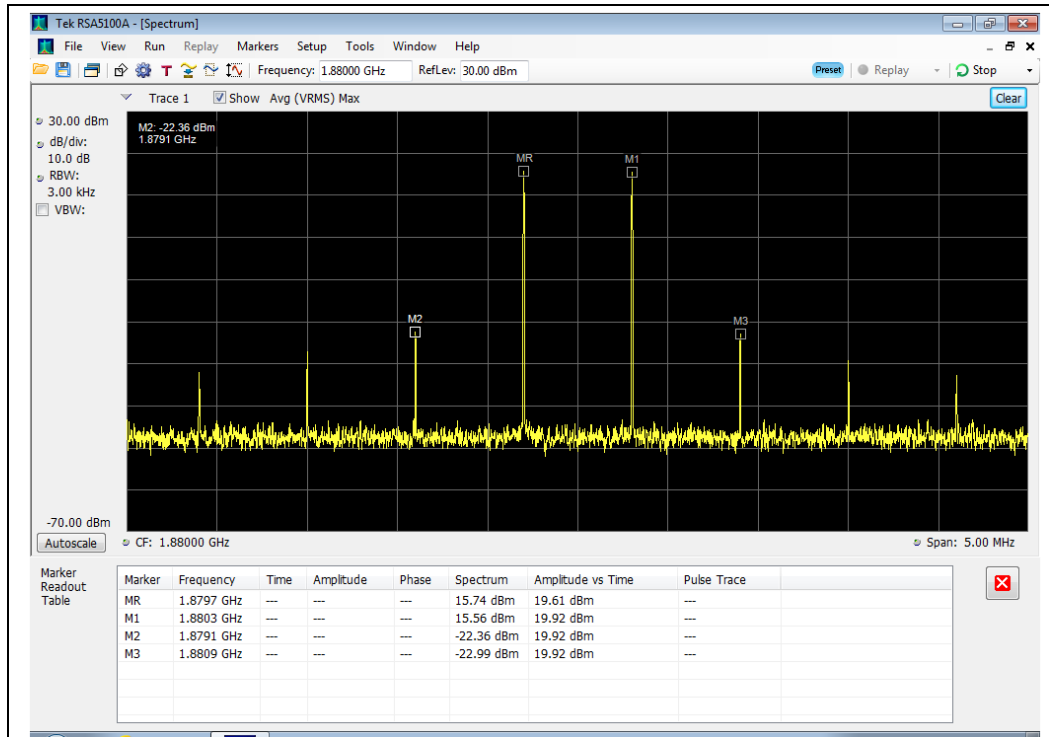 Tek RSA5100A - [Spectrum]
File View Run Replay Markers Setup Tools Window Help
T Frequency: 1.88000 GHz RefLev: 30.00 dBm Preset Replay Stop
Trace 1 Show Avg (VRMS) Max Clear
30.00 dBm
dB/div:
10.0 dB
RBW:
3.00 kHz
VBW:
-70.00 dBm
M2: -22.36 dBm
1.8791 GHz
MR
M1
M2
M3
Autoscale CF: 1.88000 GHz Span: 5.00 MHz
Marker
Readout
Table
Marker Frequency Time Amplitude Phase Spectrum Amplitude vs Time Pulse Trace
MR 1.8797 GHz --- --- --- 15.74 dBm 19.61 dBm ---
M1 1.8803 GHz --- --- --- 15.56 dBm 19.92 dBm ---
M2 1.8791 GHz --- --- --- -22.36 dBm 19.92 dBm ---
M3 1.8809 GHz --- --- --- -22.99 dBm 19.92 dBm ---